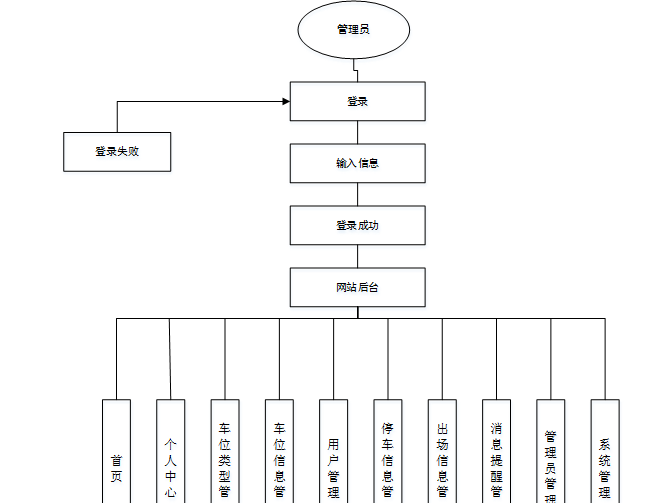 管理员
登录
登录失败
输入信息
登录成功
网站后台
首页
个人中心
车位类型管
车位信息管
用户管理
停车信息管
出场信息管
消息提醒管
管理员管理
系统管理